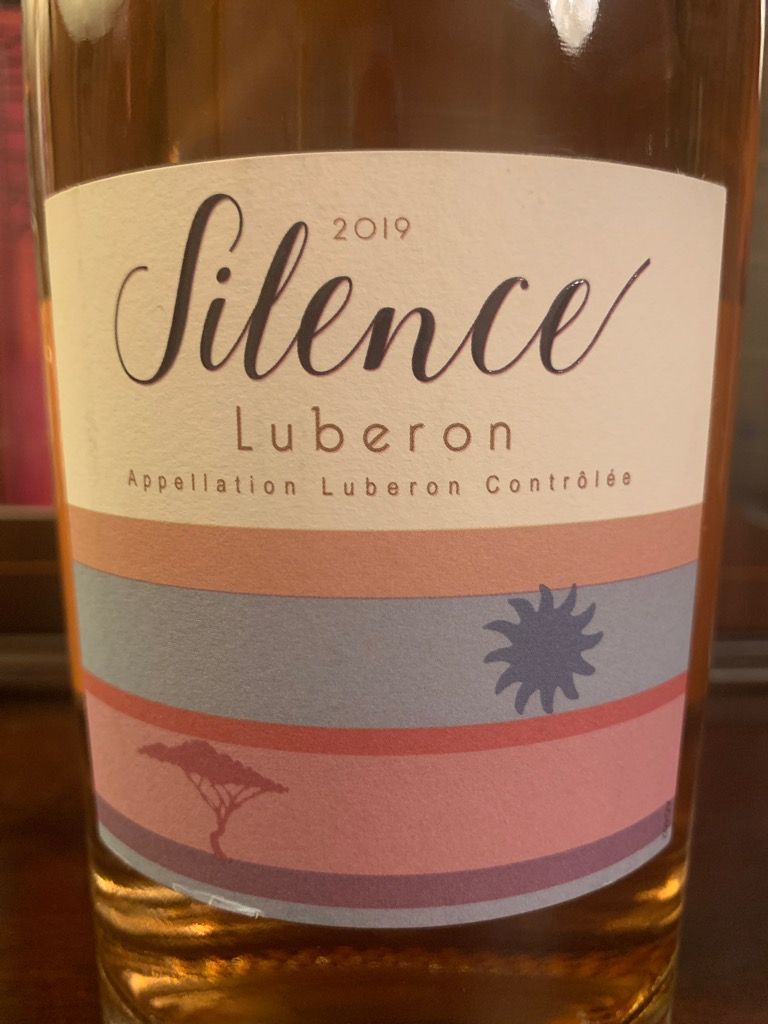 2019
Silence
Luberon
Appellation Luberon Contrôlée